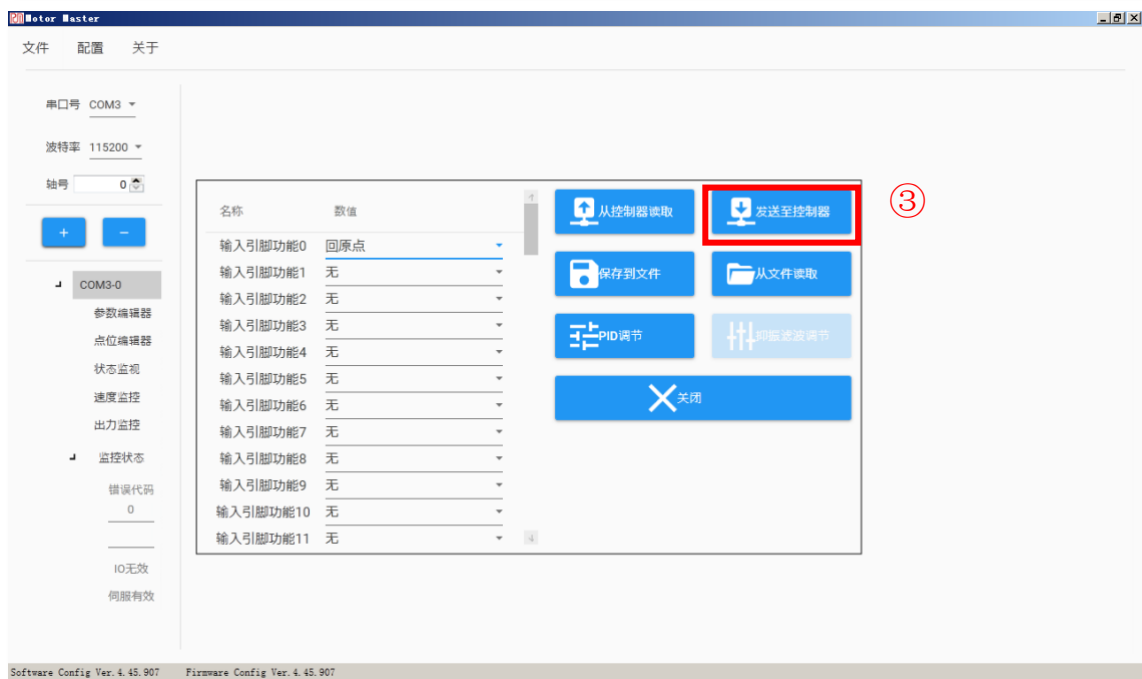 Motor Master
文件 配置 关于
串口号 COM3
波特率 115200
轴号 0
+ −
COM3-0
参数编辑器
点位编辑器
状态监视
速度监控
出力监控
监控状态
错误代码
0
IO无效
伺服有效
名称 数值
输入引脚功能0 回原点
输入引脚功能1 无
输入引脚功能2 无
输入引脚功能3 无
输入引脚功能4 无
输入引脚功能5 无
输入引脚功能6 无
输入引脚功能7 无
输入引脚功能8 无
输入引脚功能9 无
输入引脚功能10 无
输入引脚功能11 无
从控制器读取 发送至控制器
保存到文件 从文件读取
PID调节 抑振滤波调节
关闭
③
Software Config Ver.4.45.907 Firmware Config Ver.4.45.907